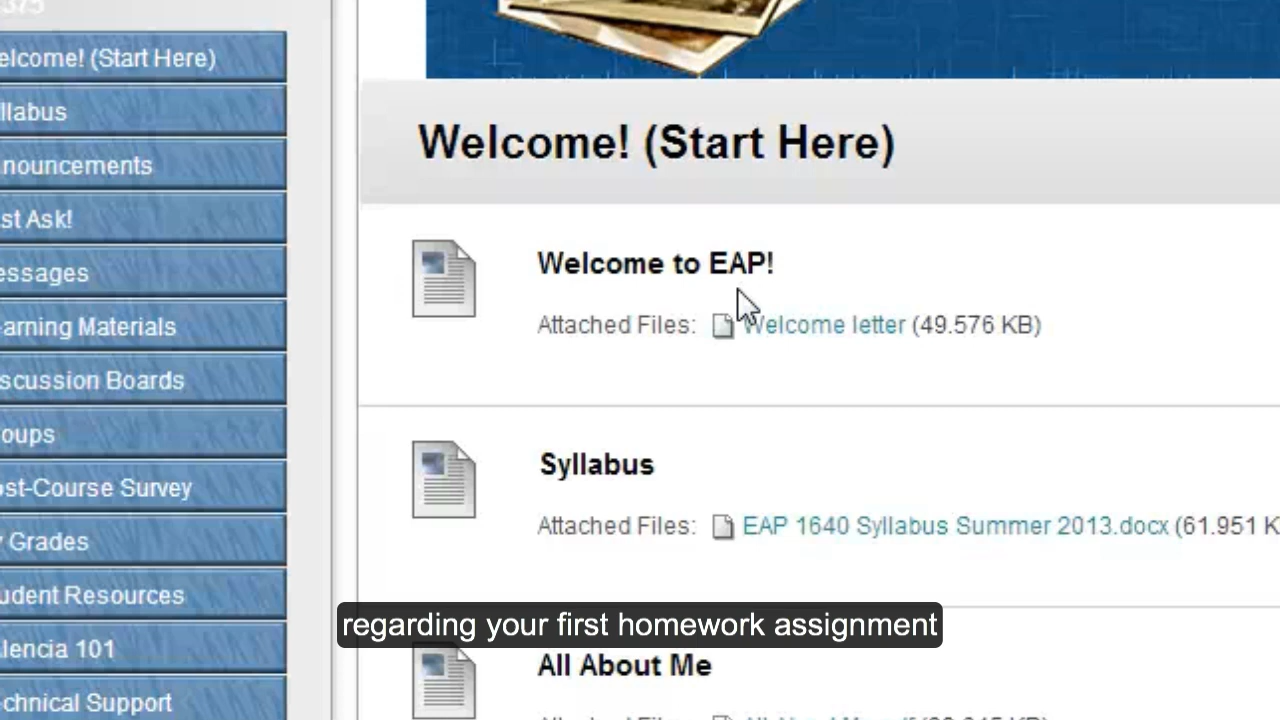 375
elcome! (Start Here)
llabus
nouncements
st Ask!
essages
arning Materials
scussion Boards
oups
ost-Course Survey
Grades
udent Resources
lencia 101
chnical Support
Welcome! (Start Here)
Welcome to EAP!
Attached Files: Welcome letter (49.576 KB)
Syllabus
Attached Files: EAP 1640 Syllabus Summer 2013.docx (61.951 K
regarding your first homework assignment
All About Me